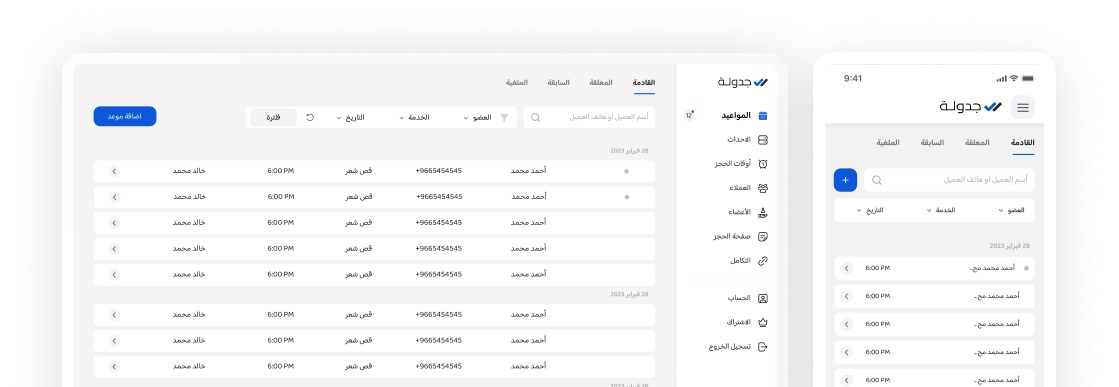 جدولـة
المواعيد 12
الاحداث
أوقات الحجز
العملاء
الأعضاء
صفحة الحجز
التكامل
الحساب
الاشتراك
تسجيل الخروج
القادمة المعلقة السابقة الملغية
أسم العميل او هاتف العميل العضو الخدمة التاريخ فلترة اضافة موعد
28 فبراير 2023
أحمد محمد +9665454545 قص شعر 6:00 PM خالد محمد
أحمد محمد +9665454545 قص شعر 6:00 PM خالد محمد
أحمد محمد +9665454545 قص شعر 6:00 PM خالد محمد
أحمد محمد +9665454545 قص شعر 6:00 PM خالد محمد
أحمد محمد +9665454545 قص شعر 6:00 PM خالد محمد
28 فبراير 2023
أحمد محمد +9665454545 قص شعر 6:00 PM خالد محمد
أحمد محمد +9665454545 قص شعر 6:00 PM خالد محمد
أحمد محمد +9665454545 قص شعر 6:00 PM خالد محمد
28 فبراير 2023
9:41
جدولـة
القادمة المعلقة السابقة الملغية
أسم العميل او هاتف العميل +
العضو الخدمة التاريخ
28 فبراير 2023
أحمد محمد مح.. 6:00 PM
أحمد محمد مح.. 6:00 PM
أحمد محمد مح.. 6:00 PM
أحمد محمد مح.. 6:00 PM
أحمد محمد مح.. 6:00 PM